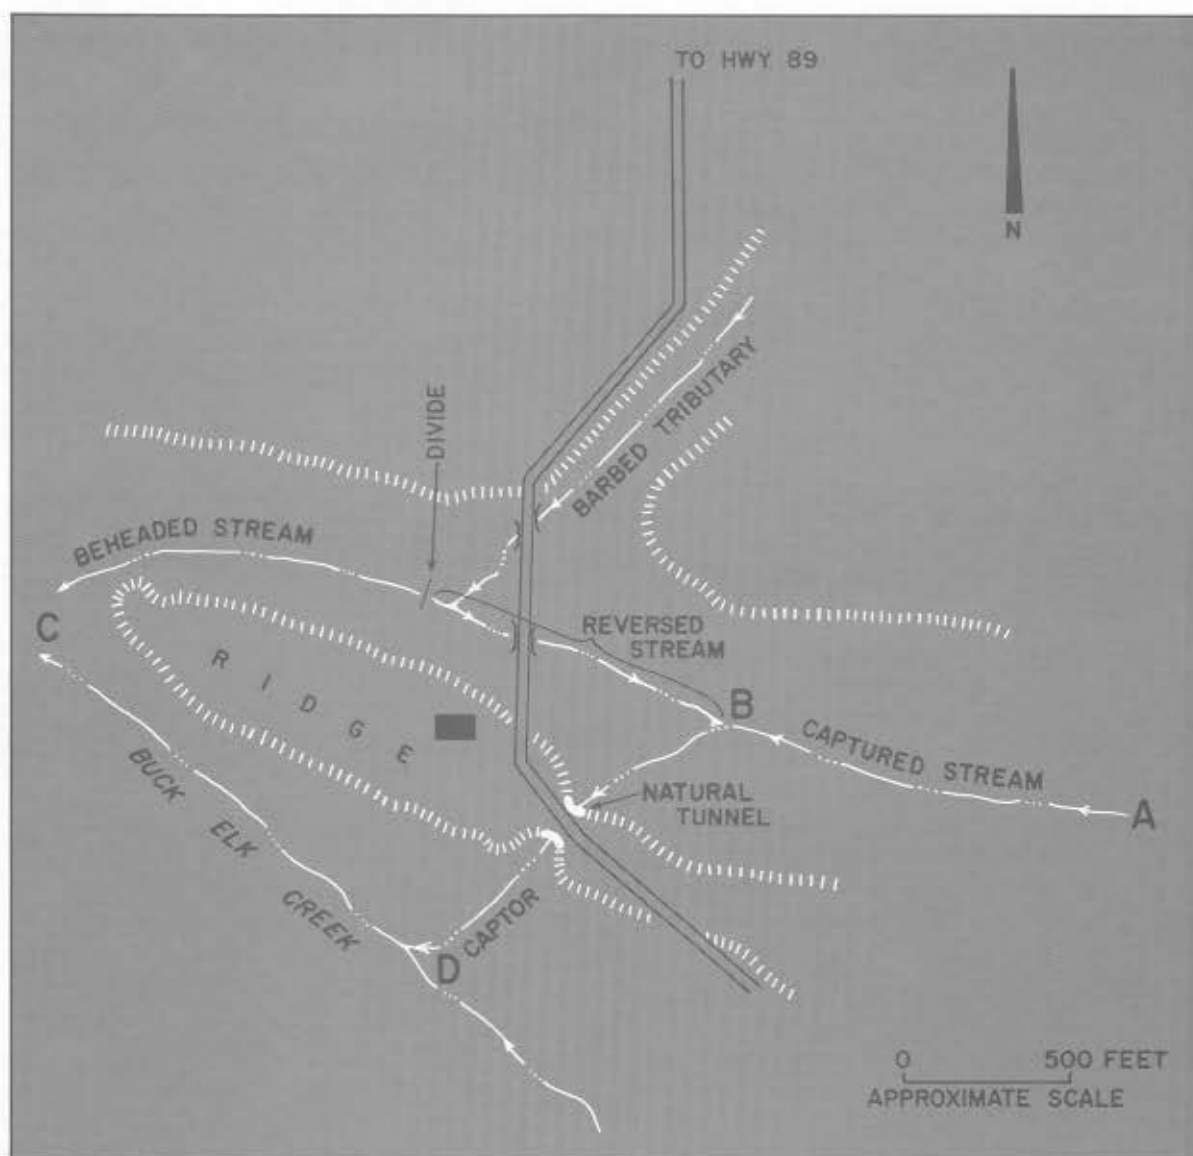 TO HWY 89
N
DIVIDE
BARBED TRIBUTARY
BEHEADED STREAM
C
REVERSED
STREAM
B
RIDGE
CAPTURED STREAM
A
NATURAL
TUNNEL
BUCK ELK CREEK
CAPTOR
D
0 500 FEET
APPROXIMATE SCALE